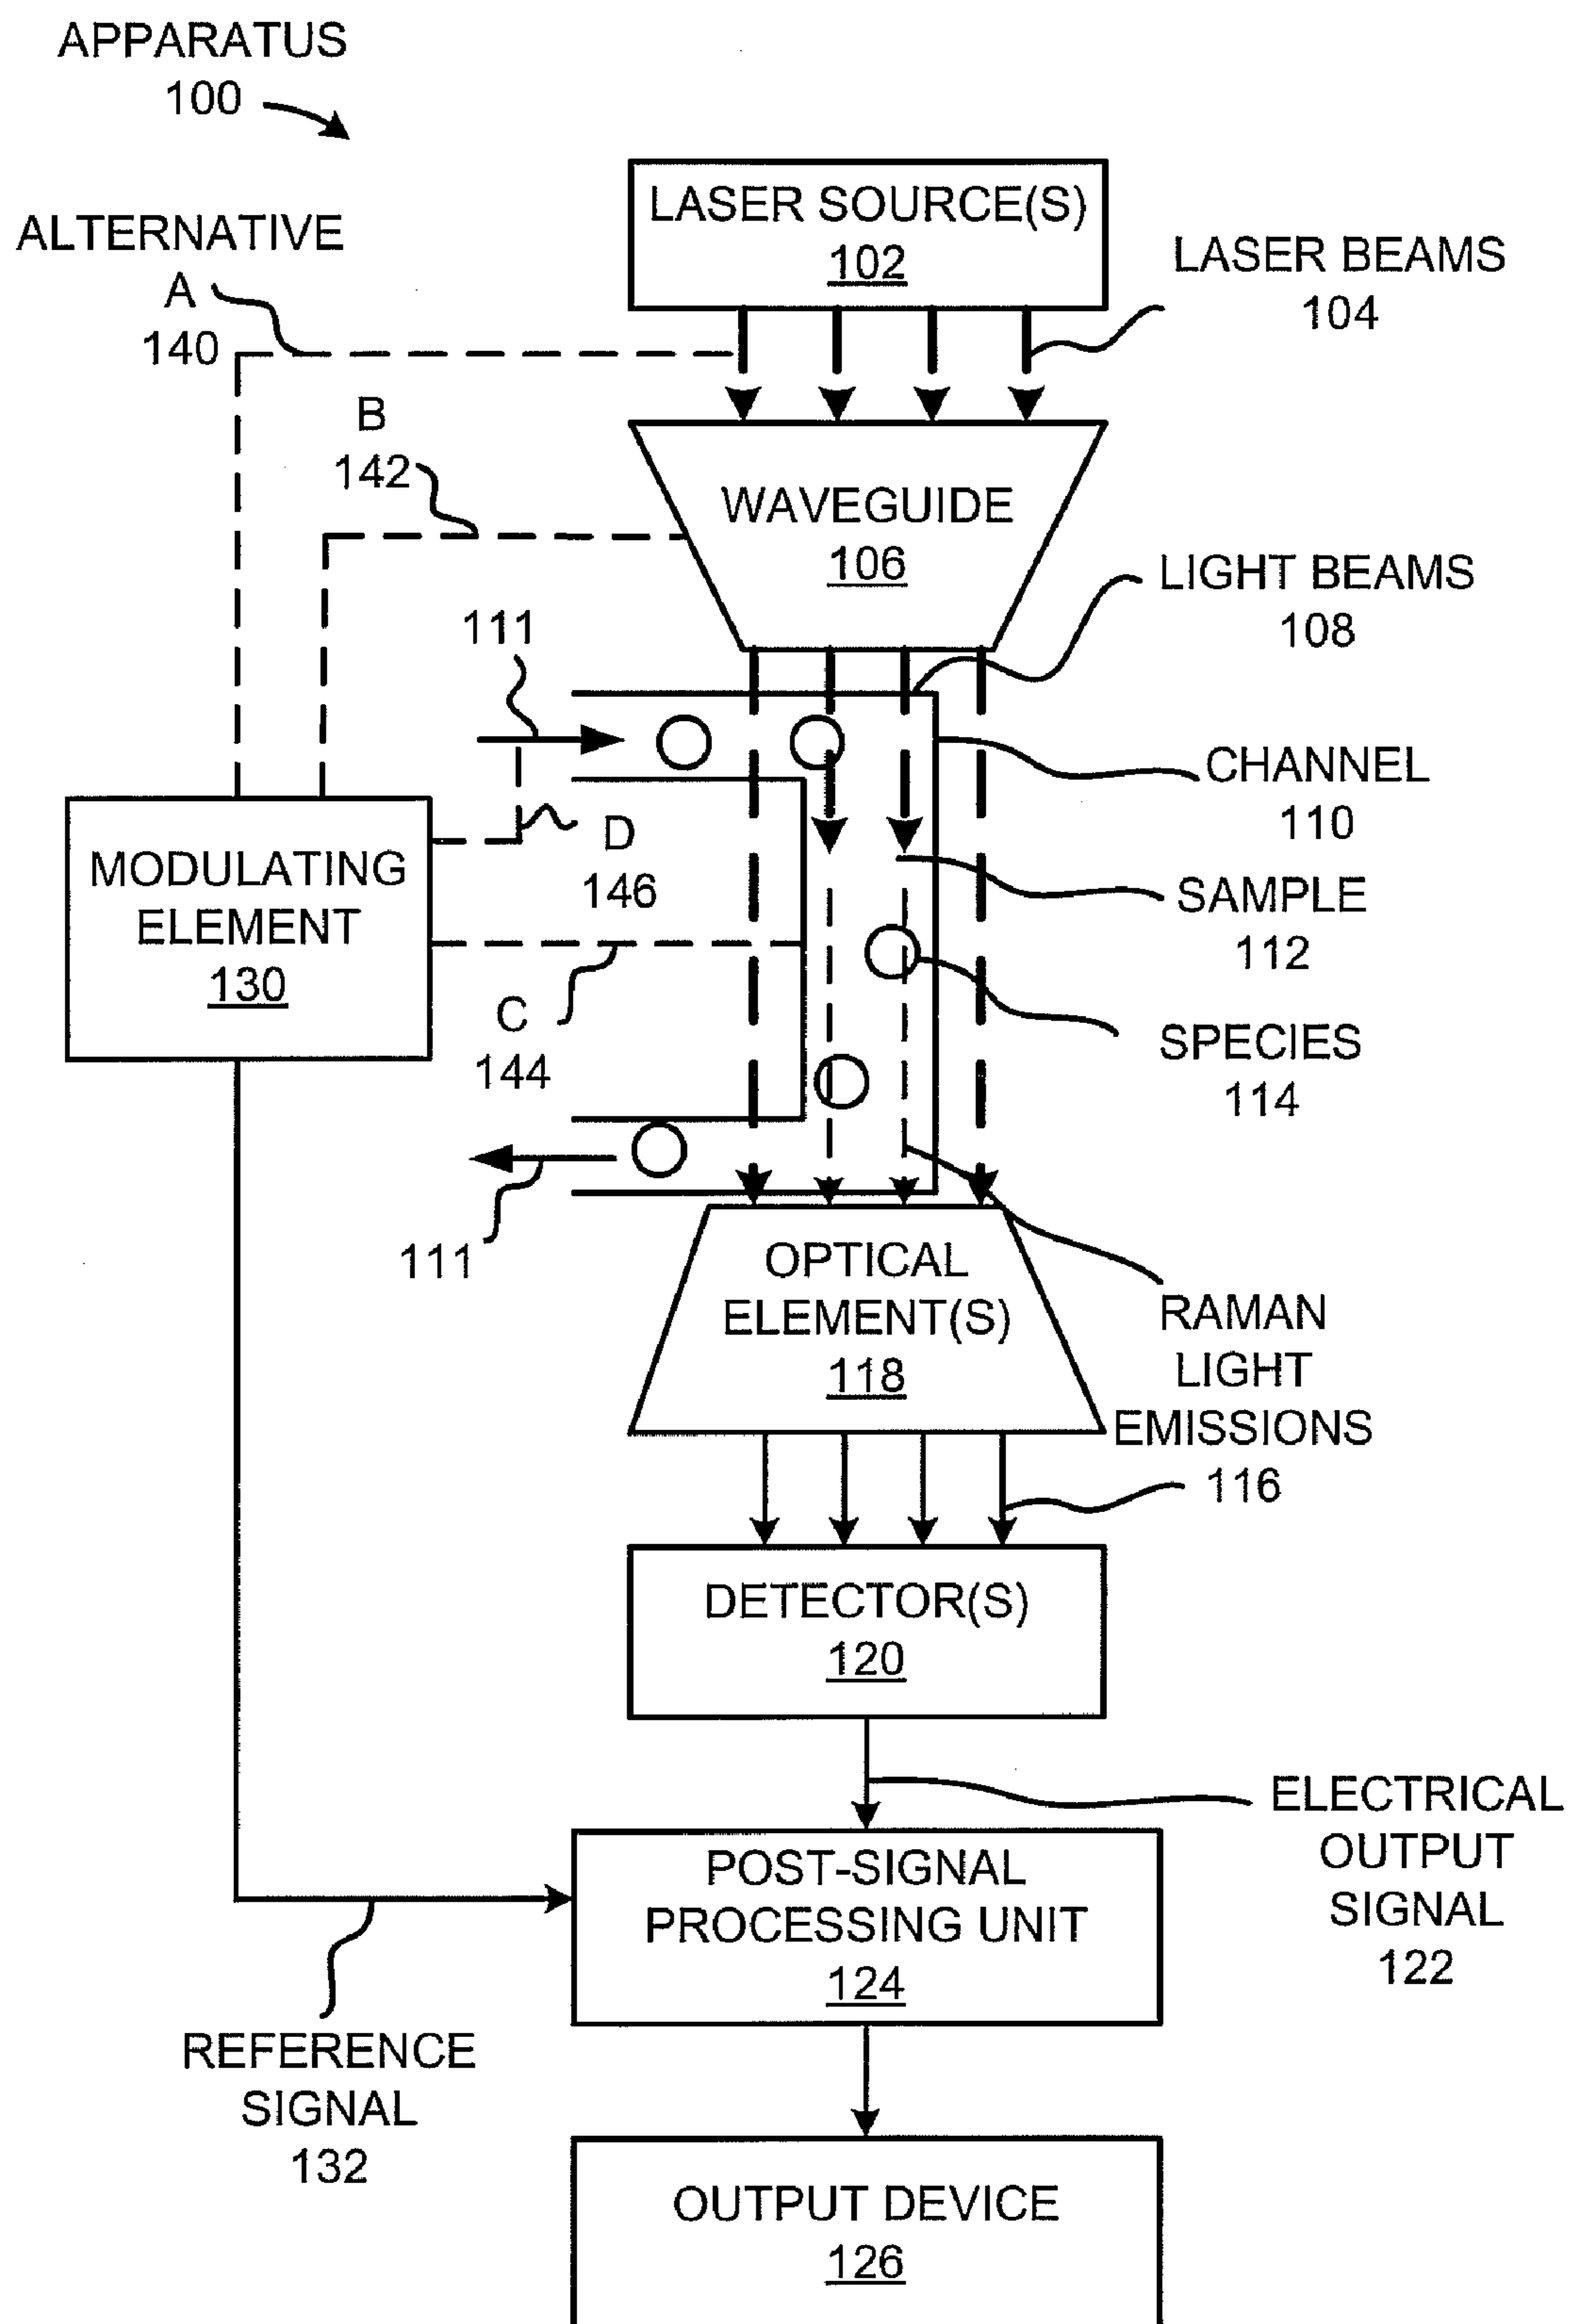 APPARATUS
100
LASER SOURCE(S)
102
ALTERNATIVE
A
140
LASER BEAMS
104
B
142
WAVEGUIDE
106
LIGHT BEAMS
108
111
CHANNEL
110
D
146
MODULATING
ELEMENT
130
SAMPLE
112
C
144
SPECIES
114
111
OPTICAL
ELEMENT(S)
118
RAMAN
LIGHT
EMISSIONS
116
DETECTOR(S)
120
ELECTRICAL
OUTPUT
SIGNAL
122
POST-SIGNAL
PROCESSING UNIT
124
REFERENCE
SIGNAL
132
OUTPUT DEVICE
126